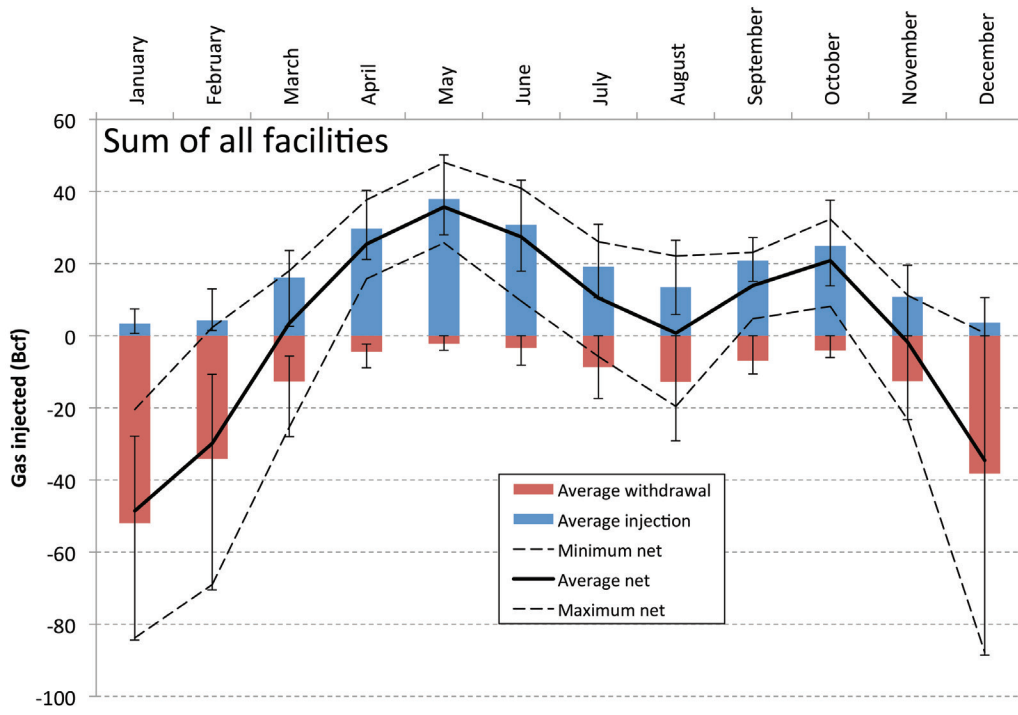 January
February
March
April
May
June
July
August
September
October
November
December
60
Sum of all facilities
40
20
0
-20
-40
-60
-80
-100
Gas injected (Bcf)
Average withdrawal
Average injection
Minimum net
Average net
Maximum net